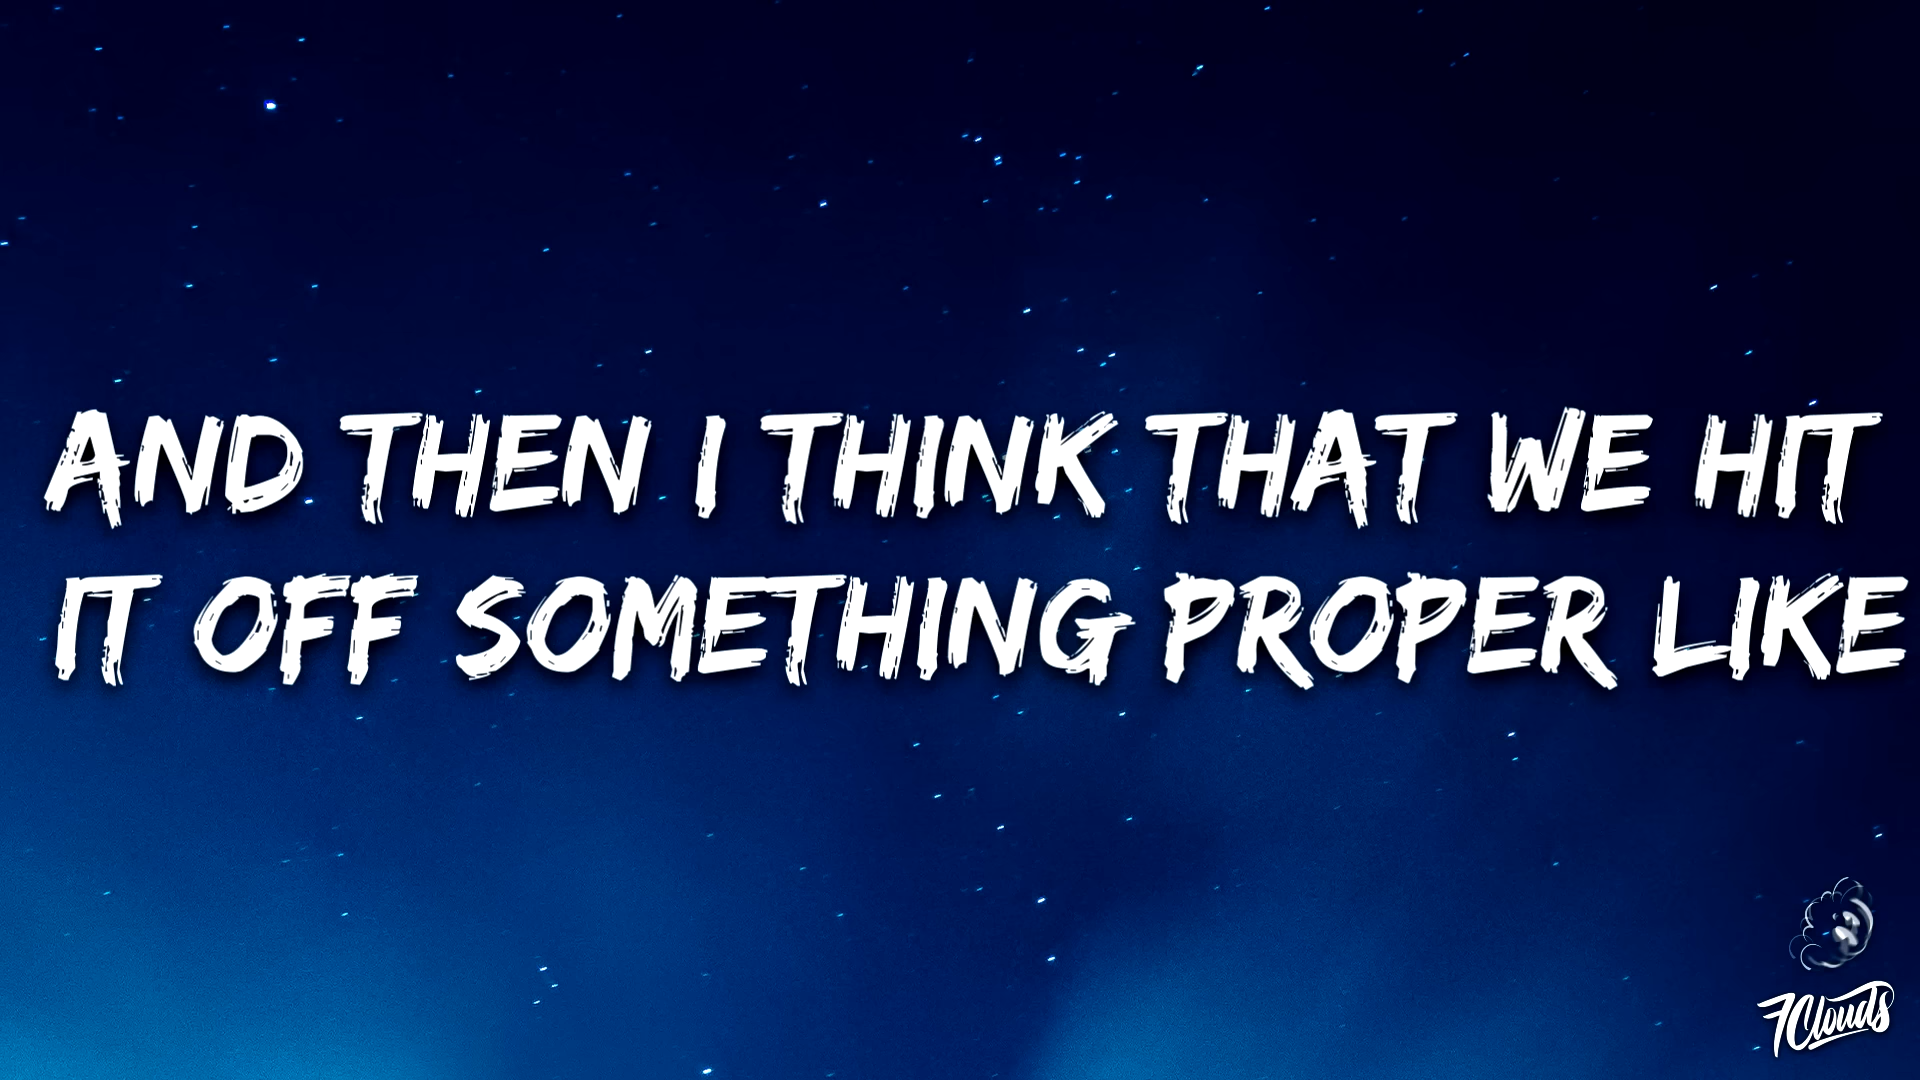 AND THEN I THINK THAT WE HIT
IT OFF SOMETHING PROPER LIKE
7Clouds